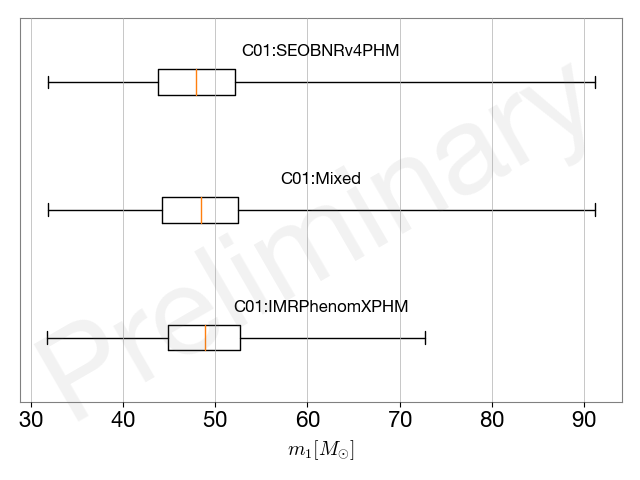 C01:SEOBNRv4PHM
C01:Mixed
C01:IMRPhenomXPHM
Preliminary
30 40 50 60 70 80 90
m₁[M⊙]